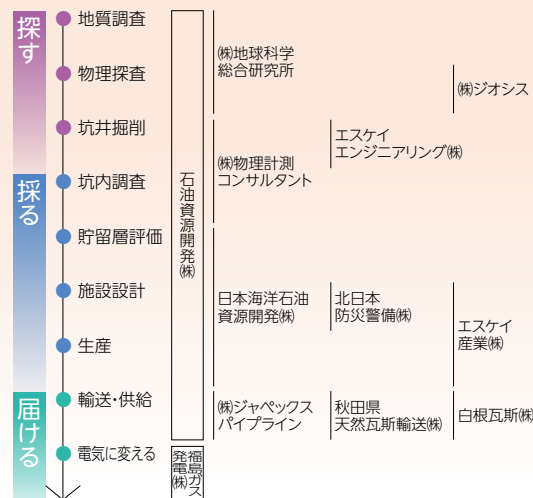 探す
採る
届ける
地質調査
物理探査
坑井掘削
坑内調査
貯留層評価
施設設計
生産
輸送・供給
電気に変える
石油資源開発㈱
福島ガス
発電㈱
㈱地球科学
総合研究所
㈱物理計測
コンサルタント
日本海洋石油
資源開発㈱
㈱ジャペックス
パイプライン
エスケイ
エンジニアリング㈱
北日本
防災警備㈱
秋田県
天然瓦斯輸送㈱
㈱ジオシス
エスケイ
産業㈱
白根瓦斯㈱